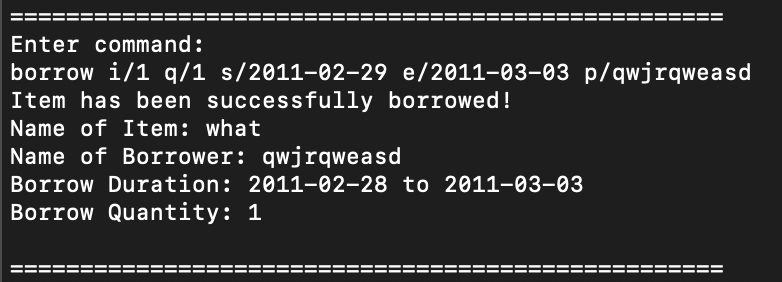 ===================================================
Enter command:
borrow i/1 q/1 s/2011-02-29 e/2011-03-03 p/qwjrqweasd
Item has been successfully borrowed!
Name of Item: what
Name of Borrower: qwjrqweasd
Borrow Duration: 2011-02-28 to 2011-03-03
Borrow Quantity: 1
===================================================